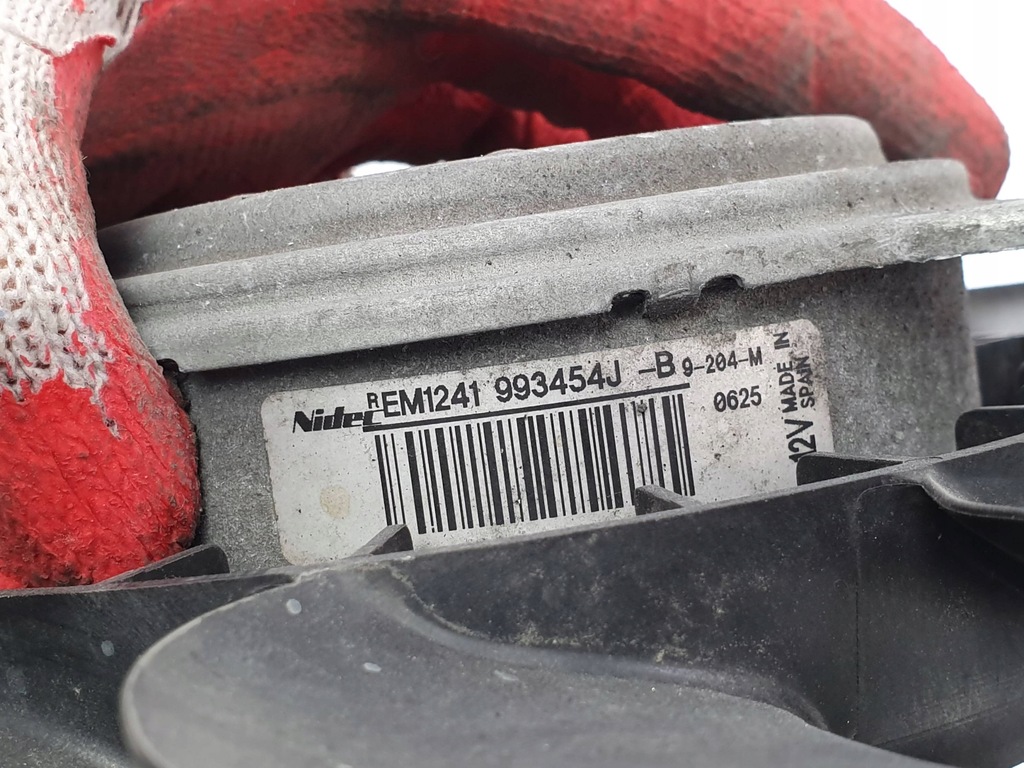 Nidec REM1241 993454J -B 9-204-M
0625
12V MADE IN
SPAIN